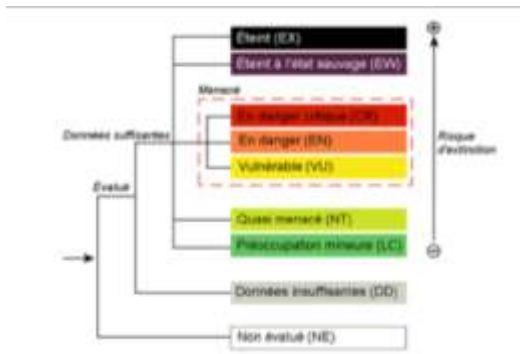 Éteint (EX)
Éteint à l'état sauvage (EW)
Menacé
En danger critique (CR)
Données suffisantes
En danger (EN)
Risque
d'extinction
Vulnérable (VU)
Évalué
Quasi menacé (NT)
Préoccupation mineure (LC)
Données insuffisantes (DD)
Non évalué (NE)